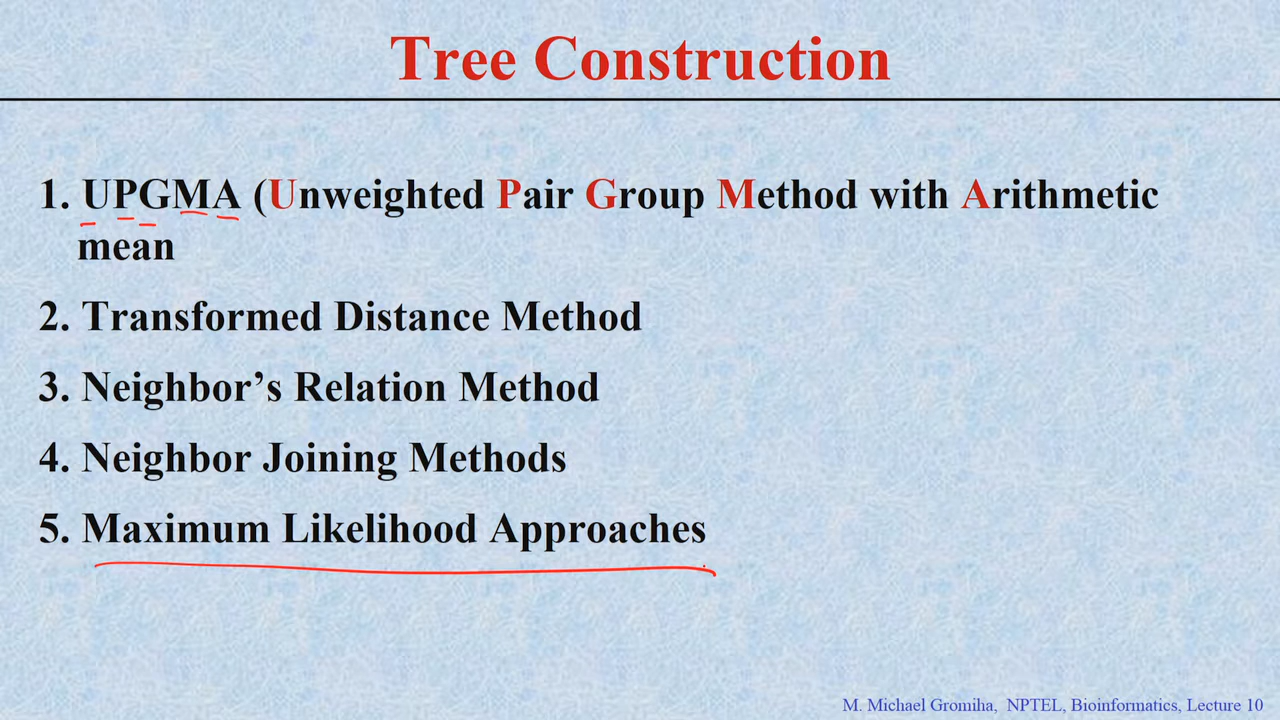 Tree Construction
1. UPGMA (Unweighted Pair Group Method with Arithmetic
mean
2. Transformed Distance Method
3. Neighbor’s Relation Method
4. Neighbor Joining Methods
5. Maximum Likelihood Approaches
M. Michael Gromiha, NPTEL, Bioinformatics, Lecture 10